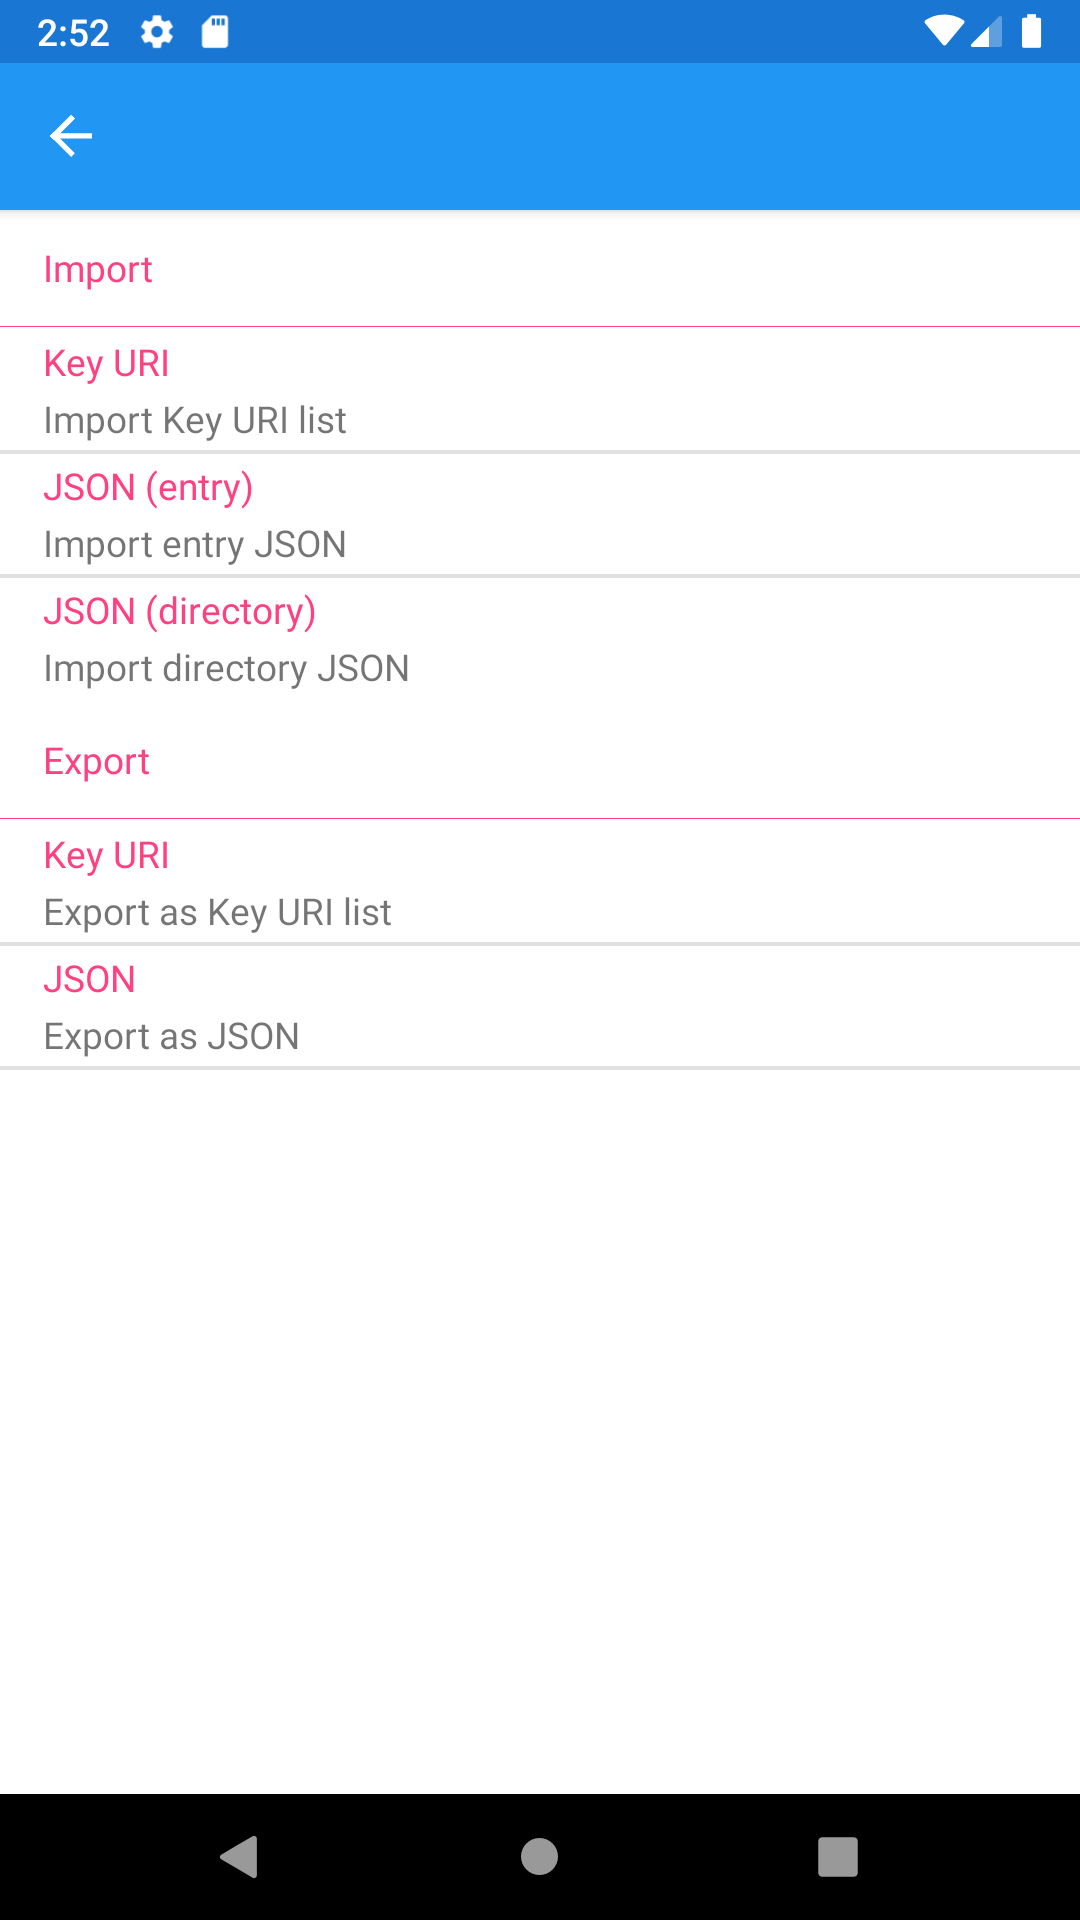 2:52
Import
Key URI
Import Key URI list
JSON (entry)
Import entry JSON
JSON (directory)
Import directory JSON
Export
Key URI
Export as Key URI list
JSON
Export as JSON